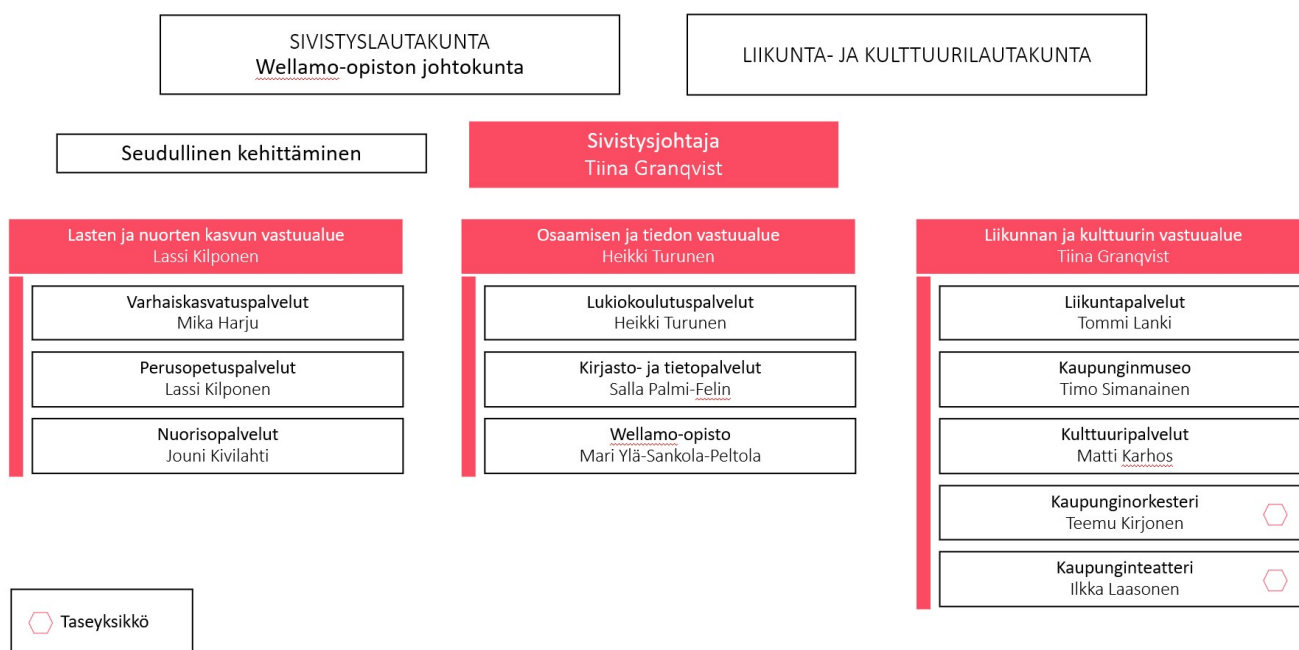 SIVISTYSLAUTAKUNTA
Wellamo-opiston johtokunta
LIIKUNTA- JA KULTTUURILAUTAKUNTA
Seudullinen kehittäminen
Sivistysjohtaja
Tiina Granqvist
Lasten ja nuorten kasvun vastuualue
Lassi Kilponen
Varhaiskasvatuspalvelut
Mika Harju
Perusopetuspalvelut
Lassi Kilponen
Nuorisopalvelut
Jouni Kivilahti
Osaamisen ja tiedon vastuualue
Heikki Turunen
Lukiokoulutuspalvelut
Heikki Turunen
Kirjasto- ja tietopalvelut
Salla Palmi-Felin
Wellamo-opisto
Mari Ylä-Sankola-Peltola
Liikunnan ja kulttuurin vastuualue
Tiina Granqvist
Liikuntapalvelut
Tommi Lanki
Kaupunginmuseo
Timo Simanainen
Kulttuuripalvelut
Matti Karhos
Kaupunginorkesteri
Teemu Kirjonen
Kaupunginteatteri
Ilkka Laasonen
Taseyksikkö